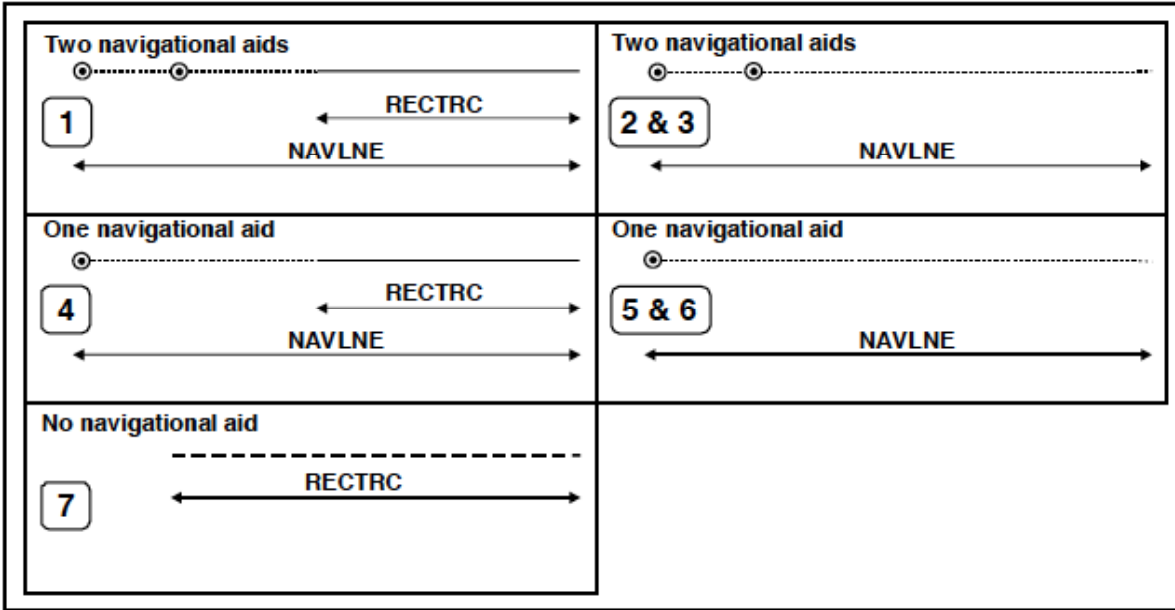 Two navigational aids
RECTRC
1
NAVLNE
Two navigational aids
2 & 3
NAVLNE
One navigational aid
RECTRC
4
NAVLNE
One navigational aid
5 & 6
NAVLNE
No navigational aid
RECTRC
7